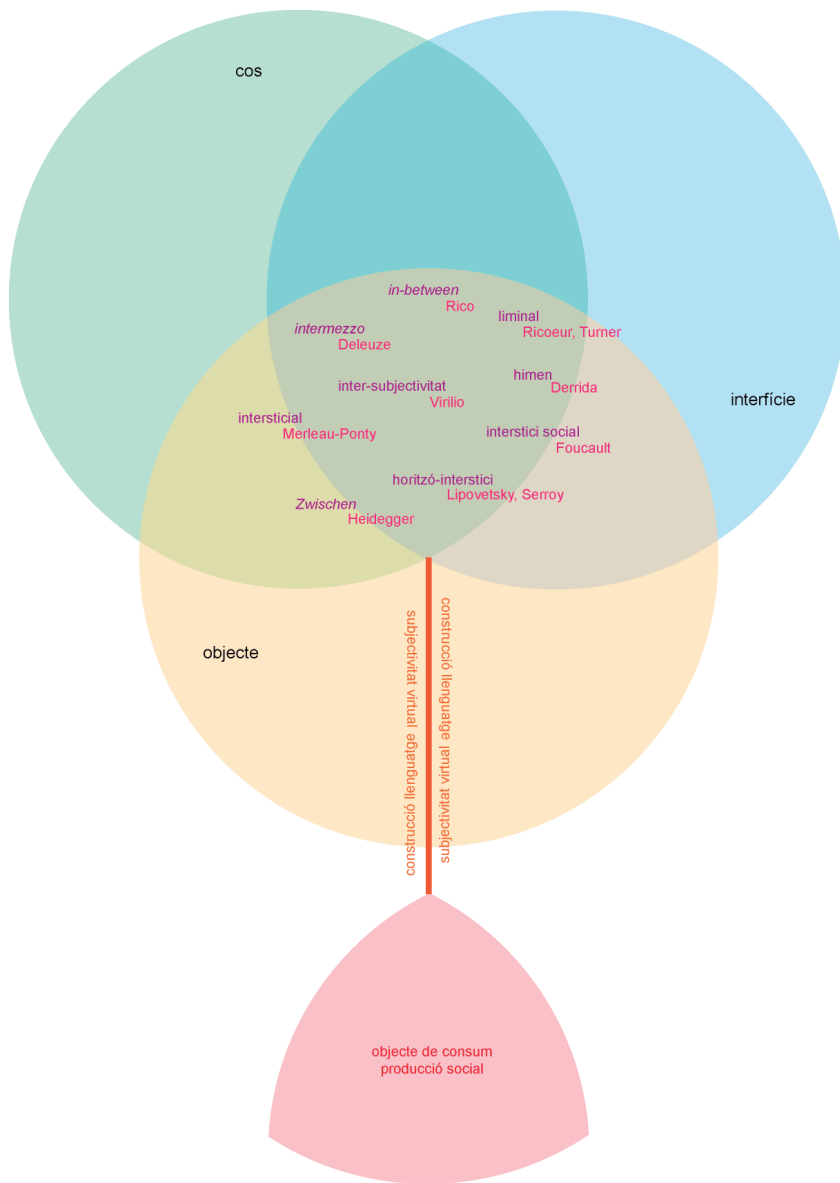 cos
in-between
Rico
liminal
Ricoeur, Turner
intermezzo
Deleuze
himen
Derrida
inter-subjectivitat
Virilio
interfície
intersticial
Merleau-Ponty
interstici social
Foucault
horitzó-interstici
Lipovetsky, Serroy
Zwischen
Heidegger
objecte
construcció llenguatge
subjectivitat virtual
construcció llenguatge
subjectivitat virtual
objecte de consum
producció social